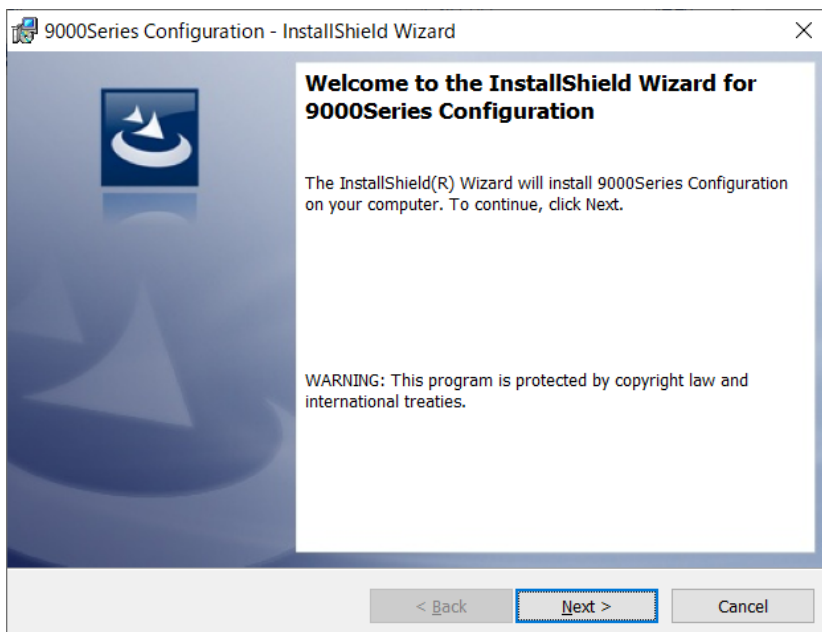 9000Series Configuration - InstallShield Wizard
Welcome to the InstallShield Wizard for
9000Series Configuration
The InstallShield(R) Wizard will install 9000Series Configuration
on your computer. To continue, click Next.
WARNING: This program is protected by copyright law and
international treaties.
< Back
Next >
Cancel